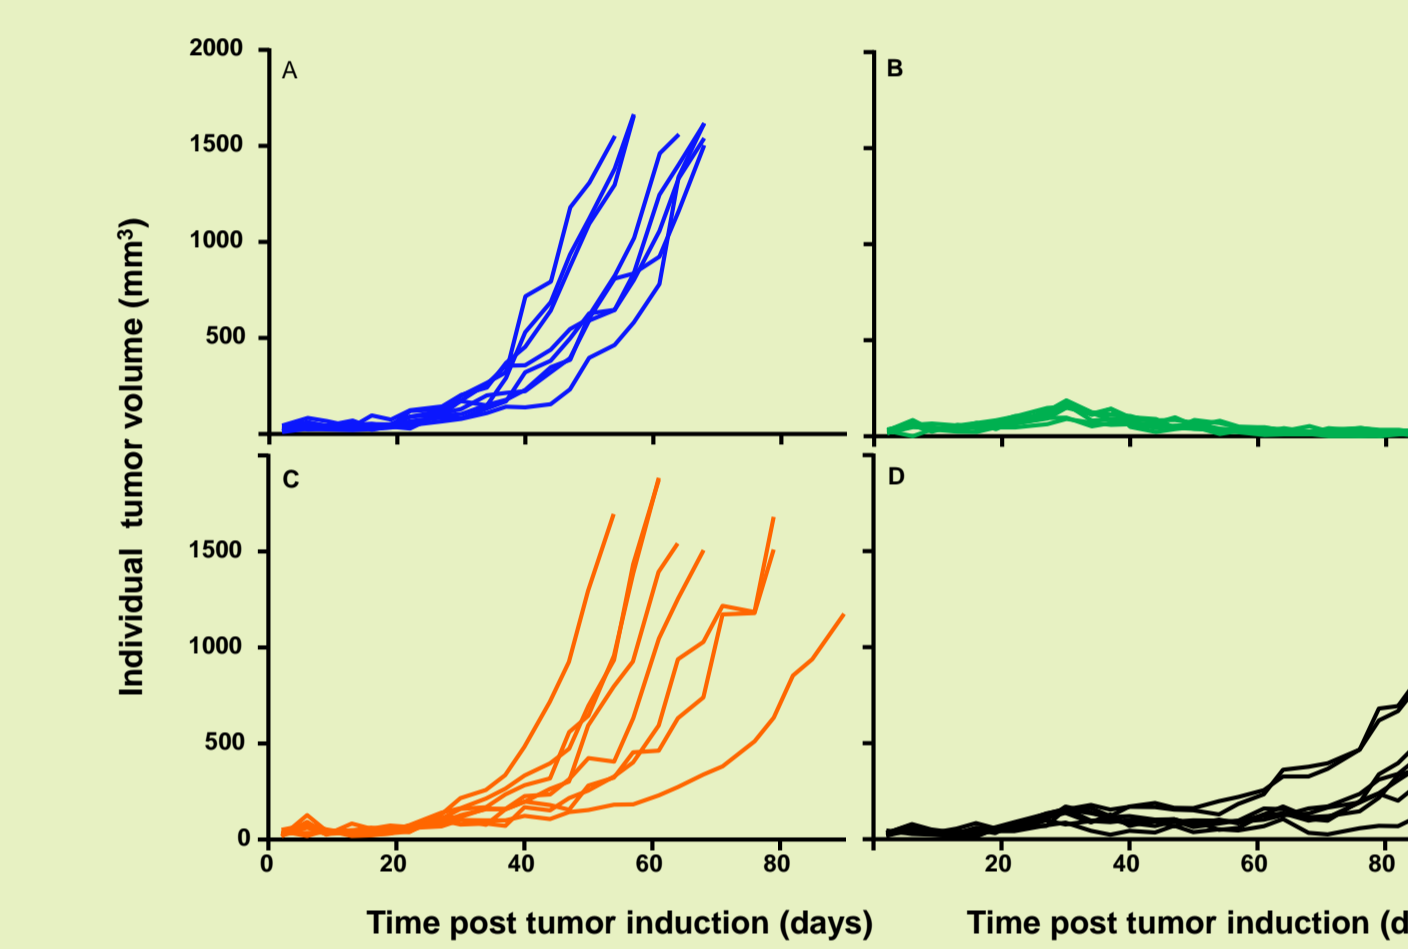 2000
A
B
1500
1000
500
Individual tumor volume (mm³)
C
D
1500
1000
500
0
0 20 40 60 80
20 40 60 80
Time post tumor induction (days)
Time post tumor induction (d